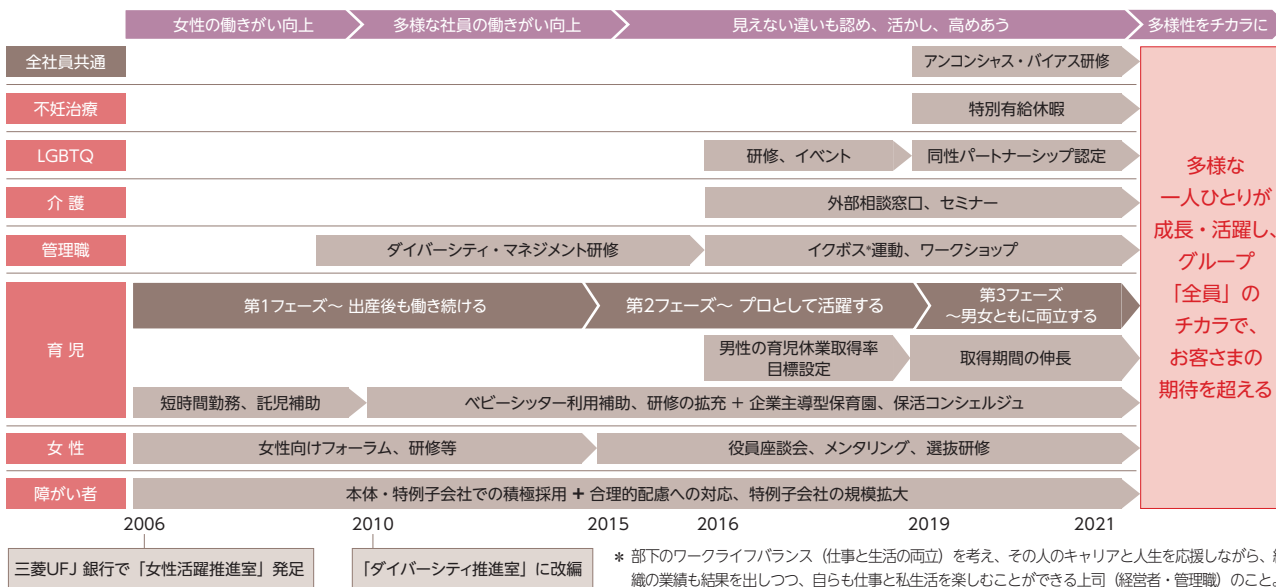 女性の働きがい向上
多様な社員の働きがい向上
見えない違いも認め、活かし、高めあう
多様性をチカラに
全社員共通
アンコンシャス・バイアス研修
不妊治療
特別有給休暇
LGBTQ
研修、イベント
同性パートナーシップ認定
介 護
外部相談窓口、セミナー
管理職
ダイバーシティ・マネジメント研修
イクボス*運動、ワークショップ
育 児
第1フェーズ〜 出産後も働き続ける
第2フェーズ〜 プロとして活躍する
第3フェーズ
〜男女ともに両立する
男性の育児休業取得率
目標設定
取得期間の伸長
短時間勤務、託児補助
ベビーシッター利用補助、研修の拡充 + 企業主導型保育園、保活コンシェルジュ
女 性
女性向けフォーラム、研修等
役員座談会、メンタリング、選抜研修
障がい者
本体・特例子会社での積極採用 + 合理的配慮への対応、特例子会社の規模拡大
多様な
一人ひとりが
成長・活躍し、
グループ
「全員」の
チカラで、
お客さまの
期待を超える
2006
2010
2015
2016
2019
2021
三菱UFJ 銀行で「女性活躍推進室」発足
「ダイバーシティ推進室」に改編
* 部下のワークライフバランス（仕事と生活の両立）を考え、その人のキャリアと人生を応援しながら、
織の業績も結果を出しつつ、自らも仕事と私生活を楽しむことができる上司（経営者・管理職）のこと